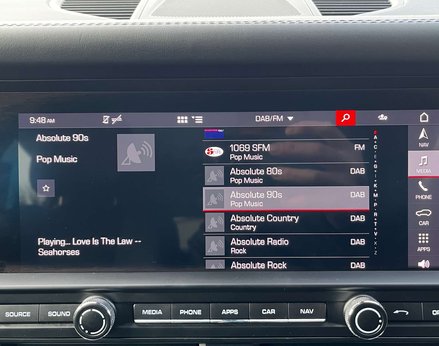 9:48 AM
DAB/FM
Absolute 90s
Pop Music
Playing... Love Is The Law --
Seahorses
1069 SFM FM
Pop Music
Absolute 80s DAB
Pop Music
Absolute 90s DAB
Pop Music
Absolute Country DAB
Country
Absolute Radio DAB
Rock
Absolute Rock DAB
NAV
MEDIA
PHONE
CAR
APPS
SOURCE
SOUND
MEDIA
PHONE
APPS
CAR
NAV